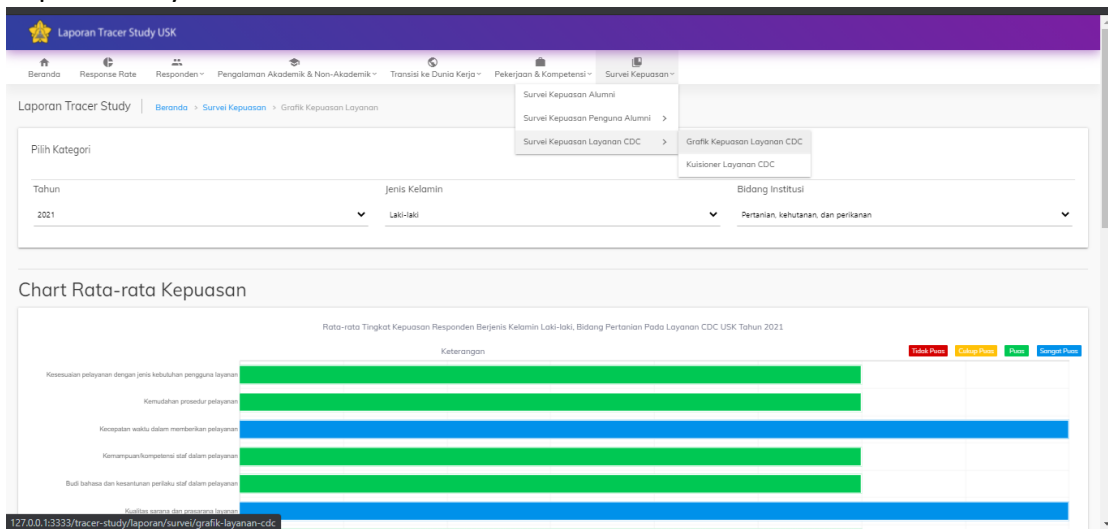 Laporan Tracer Study USK
Beranda Response Rate Responden Pengalaman Akademik & Non-Akademik Transisi ke Dunia Kerja Pekerjaan & Kompetensi Survei Kepuasan
Laporan Tracer Study Beranda > Survei Kepuasan > Grafik Kepuasan Layanan
Survei Kepuasan Alumni
Survei Kepuasan Penguna Alumni >
Survei Kepuasan Layanan CDC >
Grafik Kepuasan Layanan CDC
Kuisioner Layanan CDC
Pilih Kategori
Tahun Jenis Kelamin Bidang Institusi
2021 Laki-laki Pertanian, kehutanan, dan perikanan
Chart Rata-rata Kepuasan
Rata-rata Tingkat Kepuasan Responden Berjenis Kelamin Laki-laki, Bidang Pertanian Pada Layanan CDC USK Tahun 2021
Keterangan Tidak Puas Cukup Puas Puas Sangat Puas
Kesesuaian pelayanan dengan jenis kebutuhan pengguna layanan
Kemudahan prosedur pelayanan
Kecepatan waktu dalam memberikan pelayanan
Kemampuan/kompetensi staf dalam pelayanan
Budi bahasa dan kesantunan perilaku staf dalam pelayanan
Kualitas sarana dan prasarana layanan
127.0.0.1:3333/tracer-study/laporan/survei/grafik-layanan-cdc